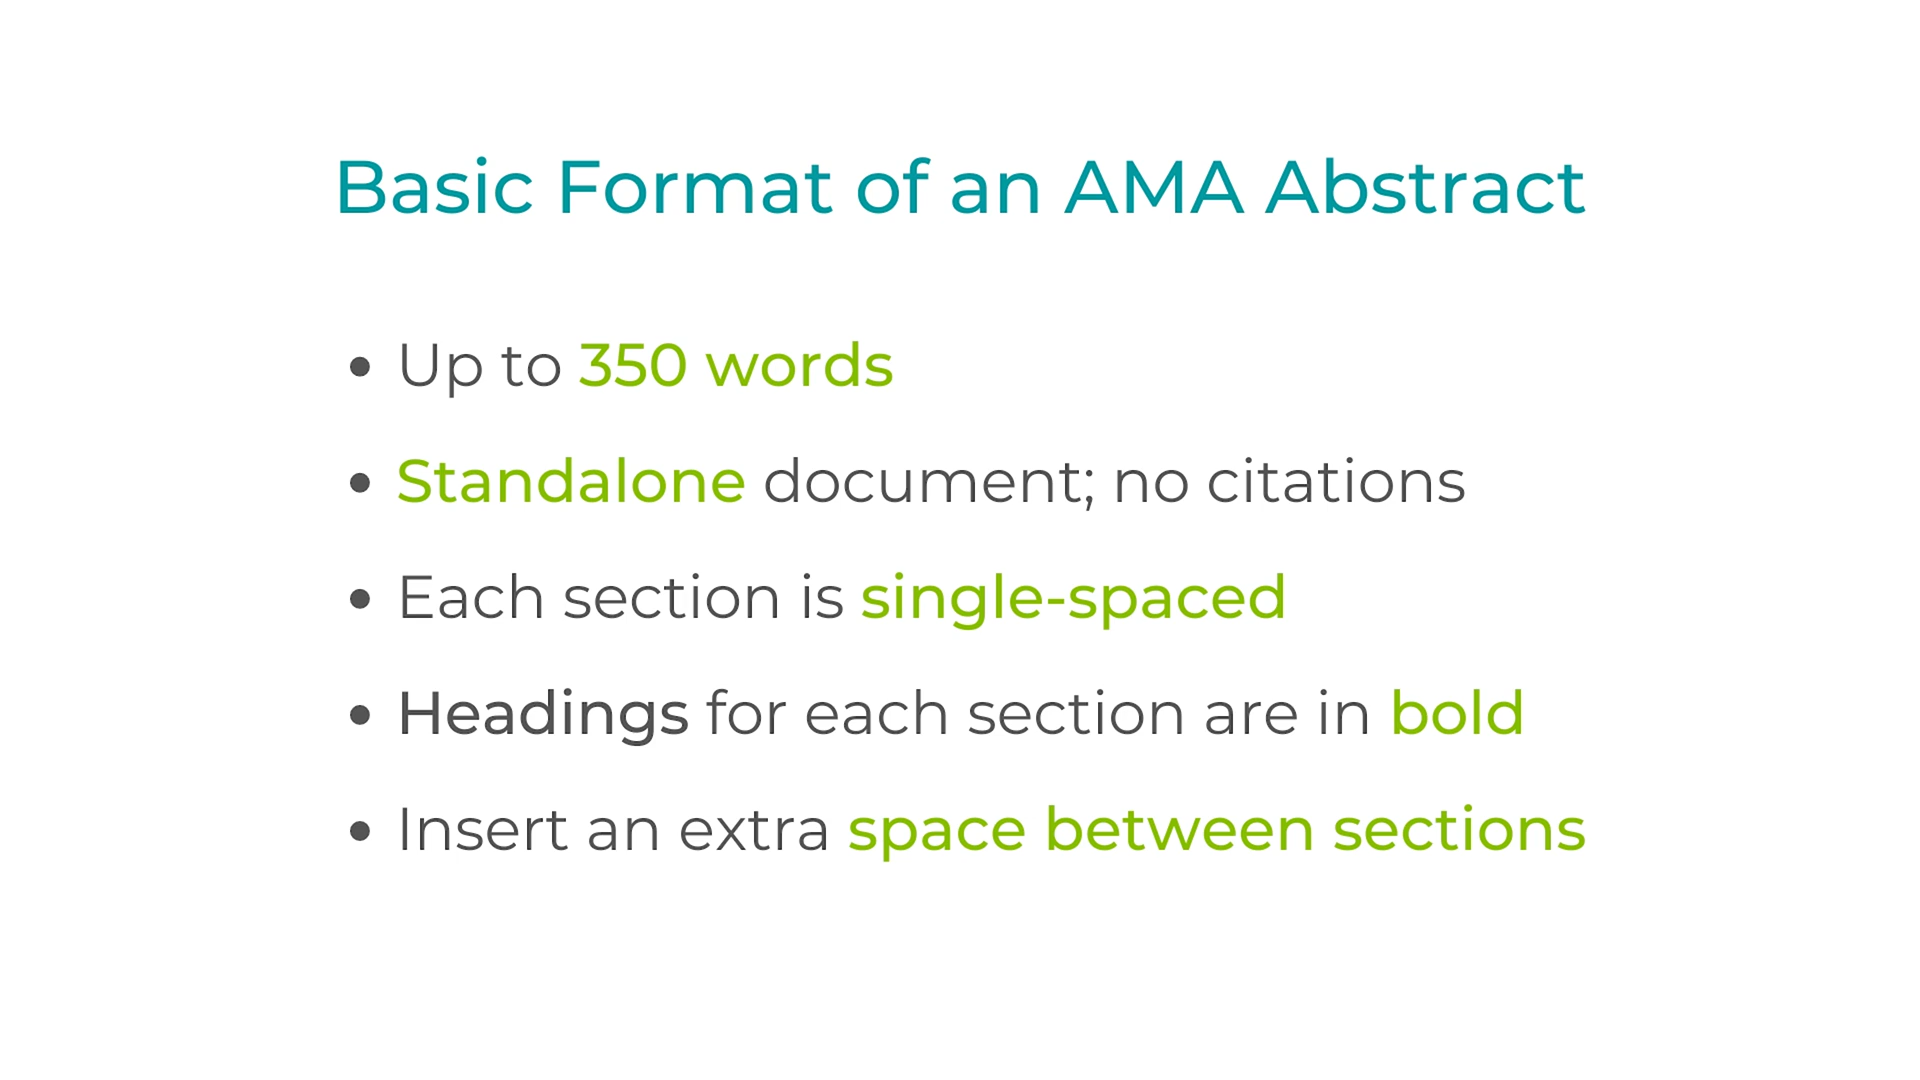 Basic Format of an AMA Abstract
• Up to 350 words
• Standalone document; no citations
• Each section is single-spaced
• Headings for each section are in bold
• Insert an extra space between sections